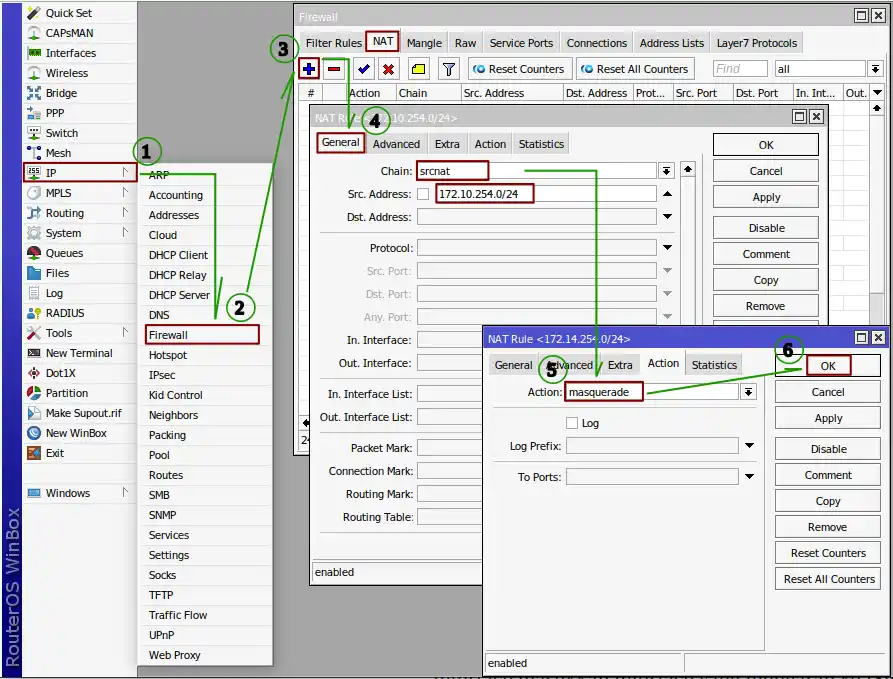 Quick Set
CAPsMAN
Interfaces
Wireless
Bridge
PPP
Switch
Mesh
IP
MPLS
Routing
System
Queues
Files
Log
RADIUS
Tools
New Terminal
Dot1X
Partition
Make Supout.rif
New WinBox
Exit
Windows
RouterOS WinBox
1
ARP
Accounting
Addresses
Cloud
DHCP Client
DHCP Relay
DHCP Server
DNS
2
Firewall
Hotspot
IPsec
Kid Control
Neighbors
Packing
Pool
Routes
SMB
SNMP
Services
Settings
Socks
TFTP
Traffic Flow
UPnP
Web Proxy
Firewall
3
Filter Rules NAT Mangle Raw Service Ports Connections Address Lists Layer7 Protocols
Reset Counters Reset All Counters Find all
# Action Chain Src. Address Dst. Address Prot... Src. Port Dst. Port In. Int... Out.
24
NAT Rule <172.10.254.0/24>
4
General Advanced Extra Action Statistics
Chain: srcnat
Src. Address: 172.10.254.0/24
Dst. Address:
Protocol:
Src. Port:
Dst. Port:
Any. Port:
In. Interface:
Out. Interface:
In. Interface List:
Out. Interface List:
Packet Mark:
Connection Mark:
Routing Mark:
Routing Table:
enabled
OK
Cancel
Apply
Disable
Comment
Copy
Remove
NAT Rule <172.14.254.0/24>
General Advanced Extra Action Statistics
5
Action: masquerade
Log
Log Prefix:
To Ports:
6
OK
Cancel
Apply
Disable
Comment
Copy
Remove
Reset Counters
Reset All Counters
enabled